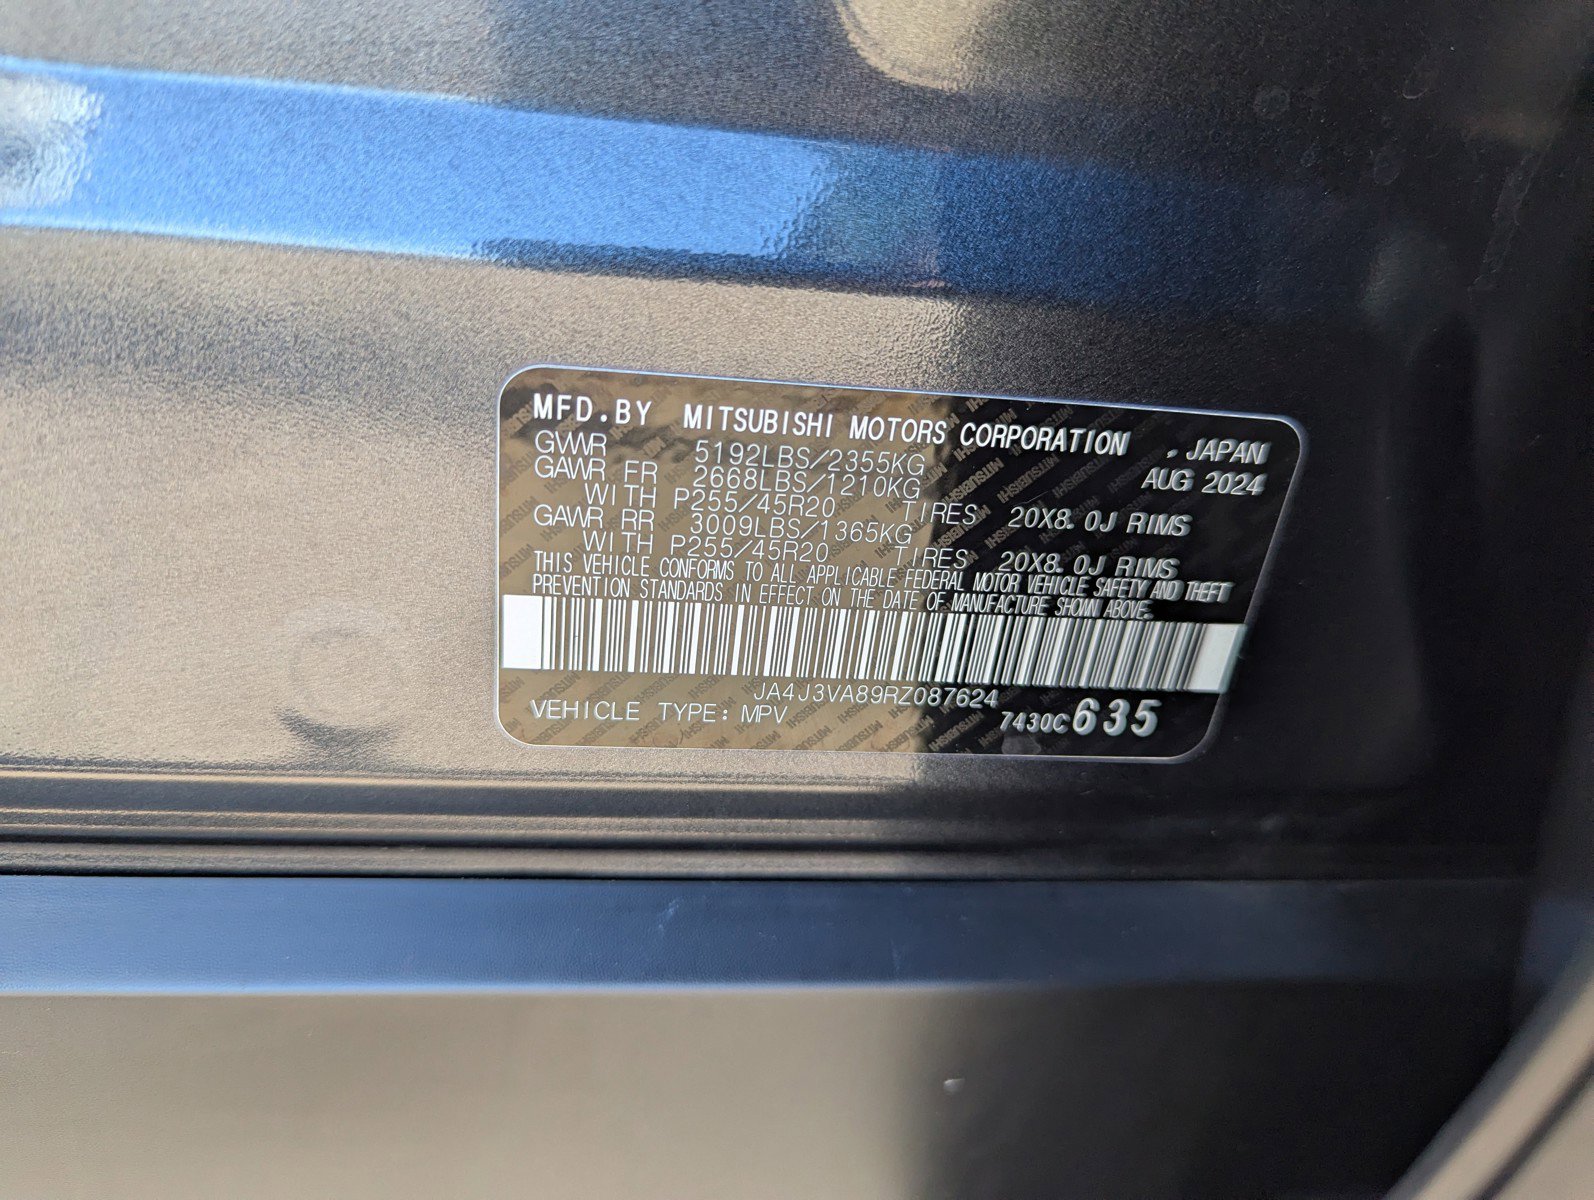 MFD.BY MITSUBISHI MOTORS CORPORATION , JAPAN
GVWR 5192LBS/2355KG AUG 2024
GAWR FR 2668LBS/1210KG
WITH P255/45R20 TIRES 20X8.0J RIMS
GAWR RR 3009LBS/1365KG
WITH P255/45R20 TIRES 20X8.0J RIMS
THIS VEHICLE CONFORMS TO ALL APPLICABLE FEDERAL MOTOR VEHICLE SAFETY AND THEFT
PREVENTION STANDARDS IN EFFECT ON THE DATE OF MANUFACTURE SHOWN ABOVE.
JA4J3VA89RZ087624
VEHICLE TYPE: MPV 7430C635